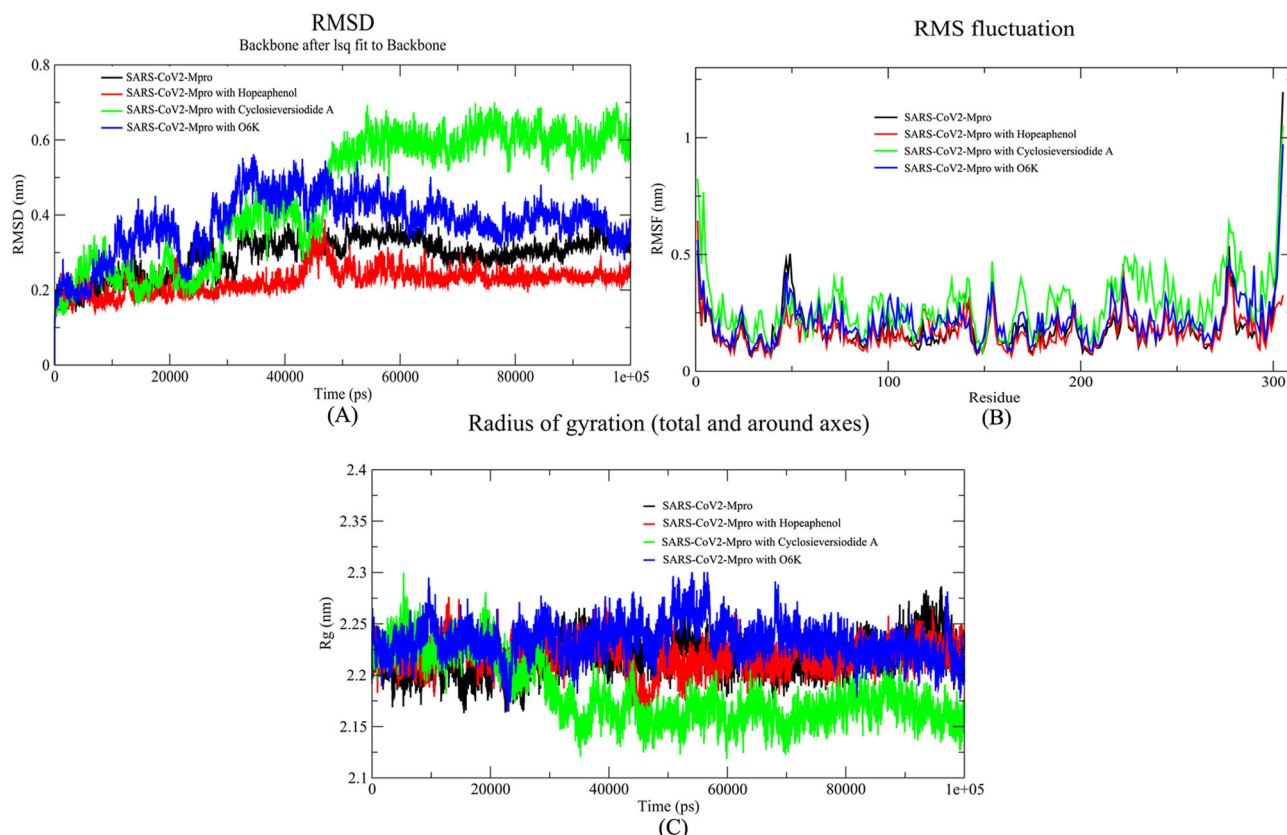 RMSD
Backbone after lsq fit to Backbone
0.8
0.6
0.4
0.2
0
RMSD (nm)
SARS-CoV2-Mpro
SARS-CoV2-Mpro with Hopeaphenol
SARS-CoV2-Mpro with Cyclosieversiodide A
SARS-CoV2-Mpro with O6K
0 20000 40000 60000 80000 1e+05
Time (ps)
(A)
RMS fluctuation
1
0.5
0
RMSF (nm)
SARS-CoV2-Mpro
SARS-CoV2-Mpro with Hopeaphenol
SARS-CoV2-Mpro with Cyclosieversiodide A
SARS-CoV2-Mpro with O6K
0 100 200 300
Residue
(B)
Radius of gyration (total and around axes)
2.4
2.35
2.3
2.25
2.2
2.15
2.1
Rg (nm)
SARS-CoV2-Mpro
SARS-CoV2-Mpro with Hopeaphenol
SARS-CoV2-Mpro with Cyclosieversiodide A
SARS-CoV2-Mpro with O6K
0 20000 40000 60000 80000 1e+05
Time (ps)
(C)